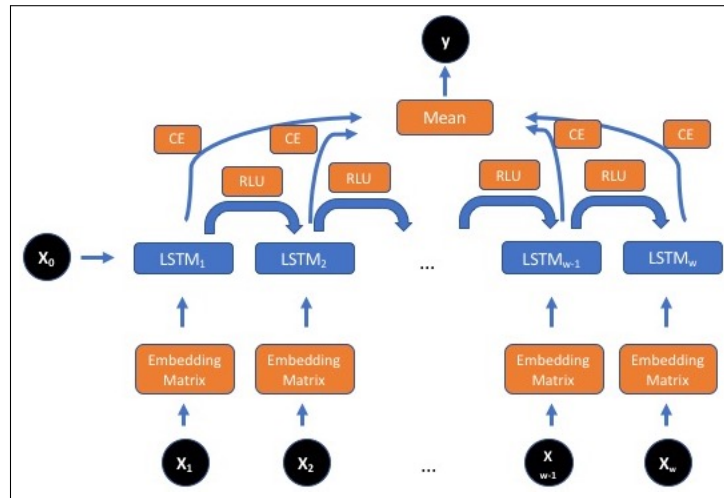 y
Mean
CE
CE
CE
CE
RLU
RLU
RLU
RLU
X₀
LSTM₁
LSTM₂
...
LSTMw-1
LSTMw
Embedding
Matrix
Embedding
Matrix
Embedding
Matrix
Embedding
Matrix
X₁
X₂
...
X
w-1
Xw